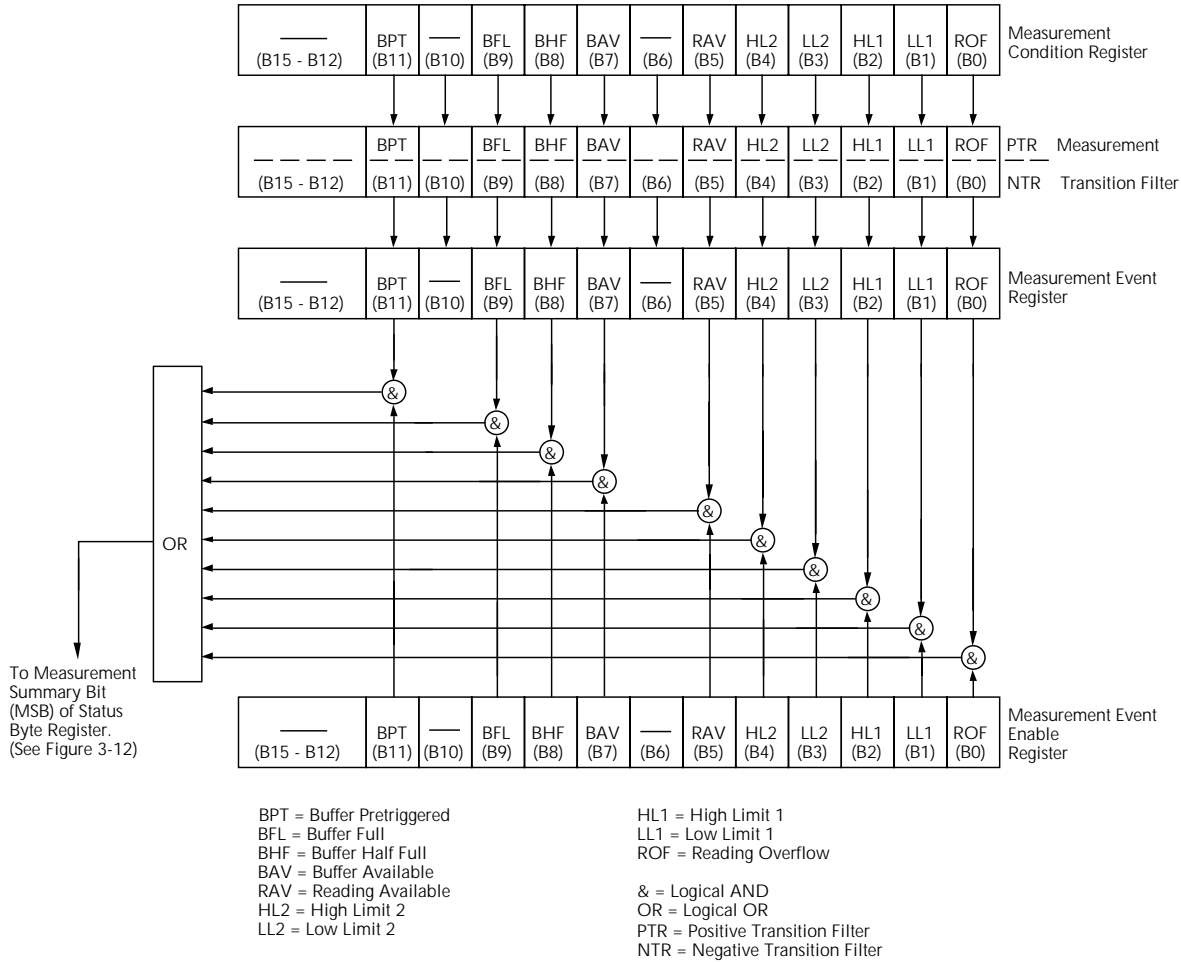 BPT — BFL BHF BAV — RAV HL2 LL2 HL1 LL1 ROF
(B15 - B12) (B11) (B10) (B9) (B8) (B7) (B6) (B5) (B4) (B3) (B2) (B1) (B0)
Measurement
Condition Register
BPT BFL BHF BAV RAV HL2 LL2 HL1 LL1 ROF PTR Measurement
(B15 - B12) (B11) (B10) (B9) (B8) (B7) (B6) (B5) (B4) (B3) (B2) (B1) (B0) NTR Transition Filter
BPT — BFL BHF BAV — RAV HL2 LL2 HL1 LL1 ROF
(B15 - B12) (B11) (B10) (B9) (B8) (B7) (B6) (B5) (B4) (B3) (B2) (B1) (B0)
Measurement Event
Register
&
&
&
&
&
&
&
&
&
&
OR
To Measurement
Summary Bit
(MSB) of Status
Byte Register.
(See Figure 3-12)
BPT — BFL BHF BAV — RAV HL2 LL2 HL1 LL1 ROF
(B15 - B12) (B11) (B10) (B9) (B8) (B7) (B6) (B5) (B4) (B3) (B2) (B1) (B0)
Measurement Event
Enable
Register
BPT = Buffer Pretriggered
BFL = Buffer Full
BHF = Buffer Half Full
BAV = Buffer Available
RAV = Reading Available
HL2 = High Limit 2
LL2 = Low Limit 2
HL1 = High Limit 1
LL1 = Low Limit 1
ROF = Reading Overflow
& = Logical AND
OR = Logical OR
PTR = Positive Transition Filter
NTR = Negative Transition Filter